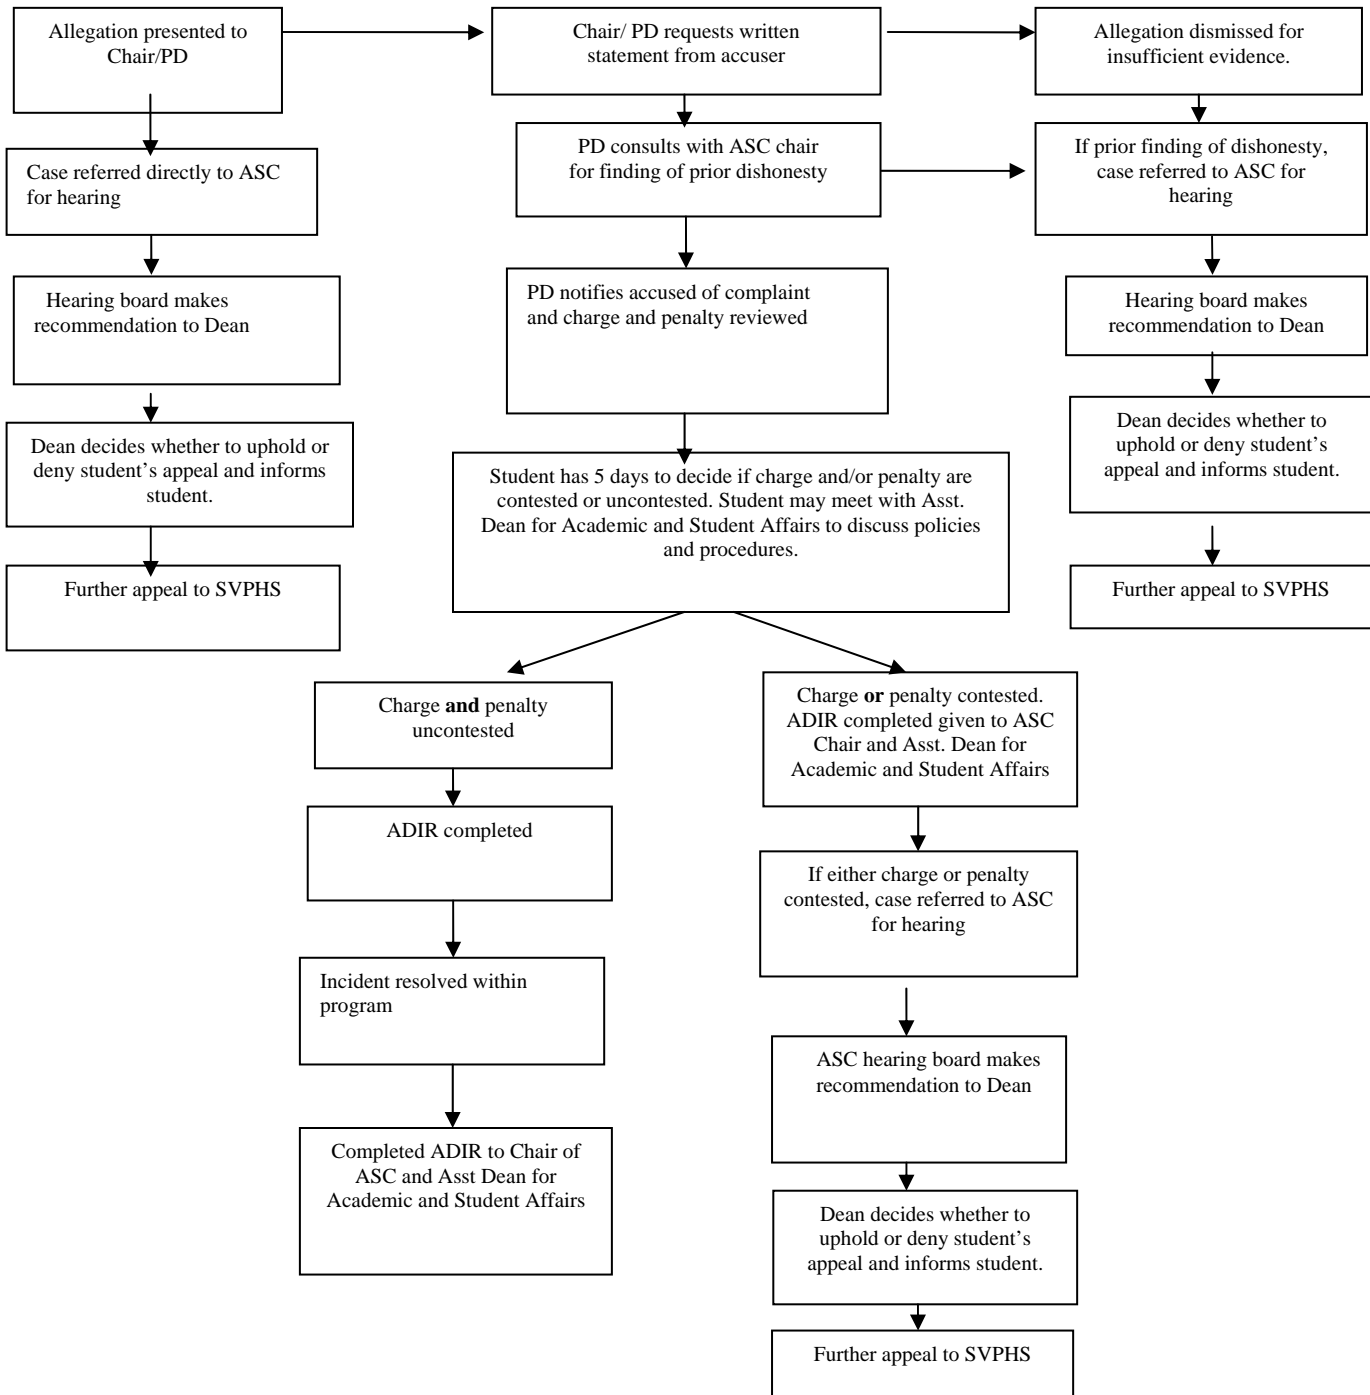 Allegation presented to
Chair/PD
Chair/ PD requests written
statement from accuser
Allegation dismissed for
insufficient evidence.
Case referred directly to ASC
for hearing
PD consults with ASC chair
for finding of prior dishonesty
If prior finding of dishonesty,
case referred to ASC for
hearing
Hearing board makes
recommendation to Dean
PD notifies accused of complaint
and charge and penalty reviewed
Hearing board makes
recommendation to Dean
Dean decides whether to uphold or
deny student’s appeal and informs
student.
Student has 5 days to decide if charge and/or penalty are
contested or uncontested. Student may meet with Asst.
Dean for Academic and Student Affairs to discuss policies
and procedures.
Dean decides whether to
uphold or deny student’s
appeal and informs student.
Further appeal to SVPHS
Further appeal to SVPHS
Charge and penalty
uncontested
Charge or penalty contested.
ADIR completed given to ASC
Chair and Asst. Dean for
Academic and Student Affairs
ADIR completed
If either charge or penalty
contested, case referred to ASC
for hearing
Incident resolved within
program
ASC hearing board makes
recommendation to Dean
Completed ADIR to Chair of
ASC and Asst Dean for
Academic and Student Affairs
Dean decides whether to
uphold or deny student’s
appeal and informs student.
Further appeal to SVPHS